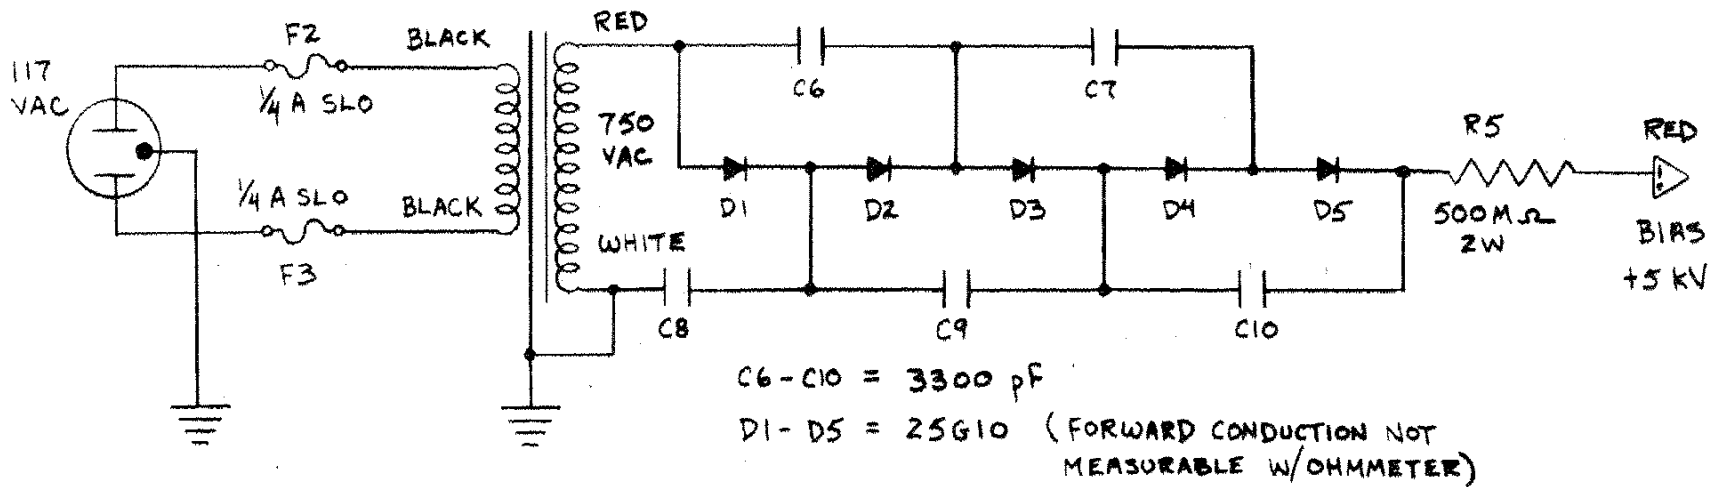 117
VAC
F2
1/4 A SLO
BLACK
1/4 A SLO
F3
BLACK
RED
750
VAC
WHITE
C6
C7
D1
D2
D3
D4
D5
C8
C9
C10
R5
500MΩ
2W
RED
!
BIAS
+5 kV
C6-C10 = 3300 pF
D1-D5 = 25G10 (FORWARD CONDUCTION NOT
MEASURABLE W/OHMMETER)